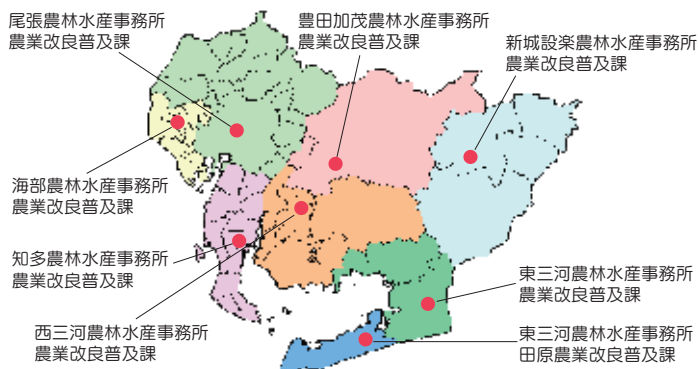 尾張農林水産事務所
農業改良普及課
豊田加茂農林水産事務所
農業改良普及課
新城設楽農林水産事務所
農業改良普及課
海部農林水産事務所
農業改良普及課
知多農林水産事務所
農業改良普及課
西三河農林水産事務所
農業改良普及課
東三河農林水産事務所
農業改良普及課
東三河農林水産事務所
田原農業改良普及課